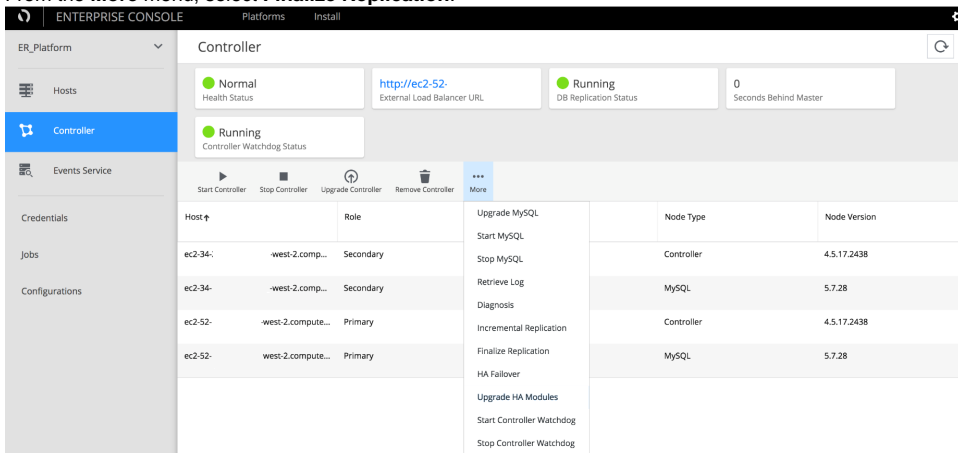 From the More menu, select Finalize Replication.
ENTERPRISE CONSOLE Platforms Install
ER_Platform
Controller
Hosts
Controller
Events Service
Credentials
Jobs
Configurations
Normal
Health Status
http://ec2-52-
External Load Balancer URL
Running
DB Replication Status
0
Seconds Behind Master
Running
Controller Watchdog Status
Start Controller Stop Controller Upgrade Controller Remove Controller More
Host Role Node Type Node Version
ec2-34- -west-2.comp... Secondary Controller 4.5.17.2438
ec2-34- -west-2.comp... Secondary MySQL 5.7.28
ec2-52- -west-2.compute... Primary Controller 4.5.17.2438
ec2-52- west-2.compute... Primary MySQL 5.7.28
Upgrade MySQL
Start MySQL
Stop MySQL
Retrieve Log
Diagnosis
Incremental Replication
Finalize Replication
HA Failover
Upgrade HA Modules
Start Controller Watchdog
Stop Controller Watchdog